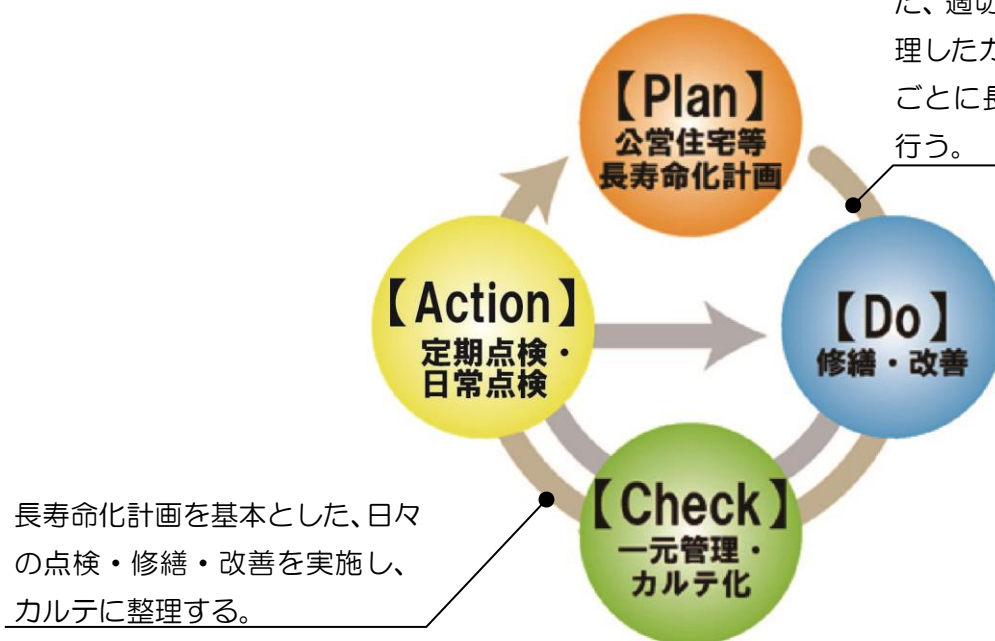 た、適切
理したカ
ごとに長
行う。
【Plan】
公営住宅等
長寿命化計画
【Action】
定期点検・
日常点検
【Do】
修繕・改善
【Check】
一元管理・
カルテ化
長寿命化計画を基本とした、日々
の点検・修繕・改善を実施し、
カルテに整理する。